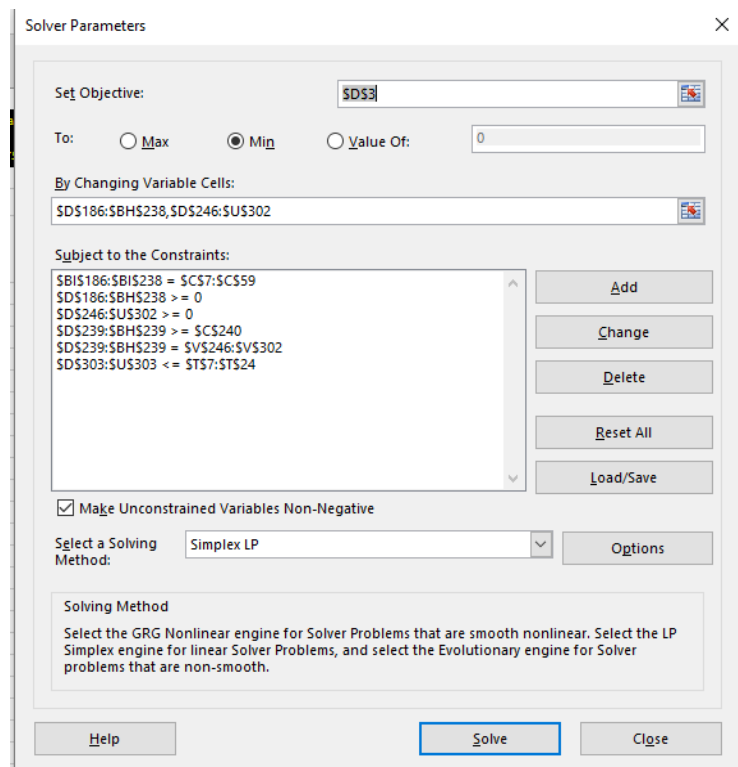 Solver Parameters
Set Objective:
$D$3
To:
Max
Min
Value Of:
0
By Changing Variable Cells:
$D$186:$BH$238,$D$246:$U$302
Subject to the Constraints:
$BI$186:$BI$238 = $C$7:$C$59
$D$186:$BH$238 >= 0
$D$246:$U$302 >= 0
$D$239:$BH$239 >= $C$240
$D$239:$BH$239 = $V$246:$V$302
$D$303:$U$303 <= $T$7:$T$24
Add
Change
Delete
Reset All
Load/Save
Make Unconstrained Variables Non-Negative
Select a Solving
Method:
Simplex LP
Options
Solving Method
Select the GRG Nonlinear engine for Solver Problems that are smooth nonlinear. Select the LP
Simplex engine for linear Solver Problems, and select the Evolutionary engine for Solver
problems that are non-smooth.
Help
Solve
Close